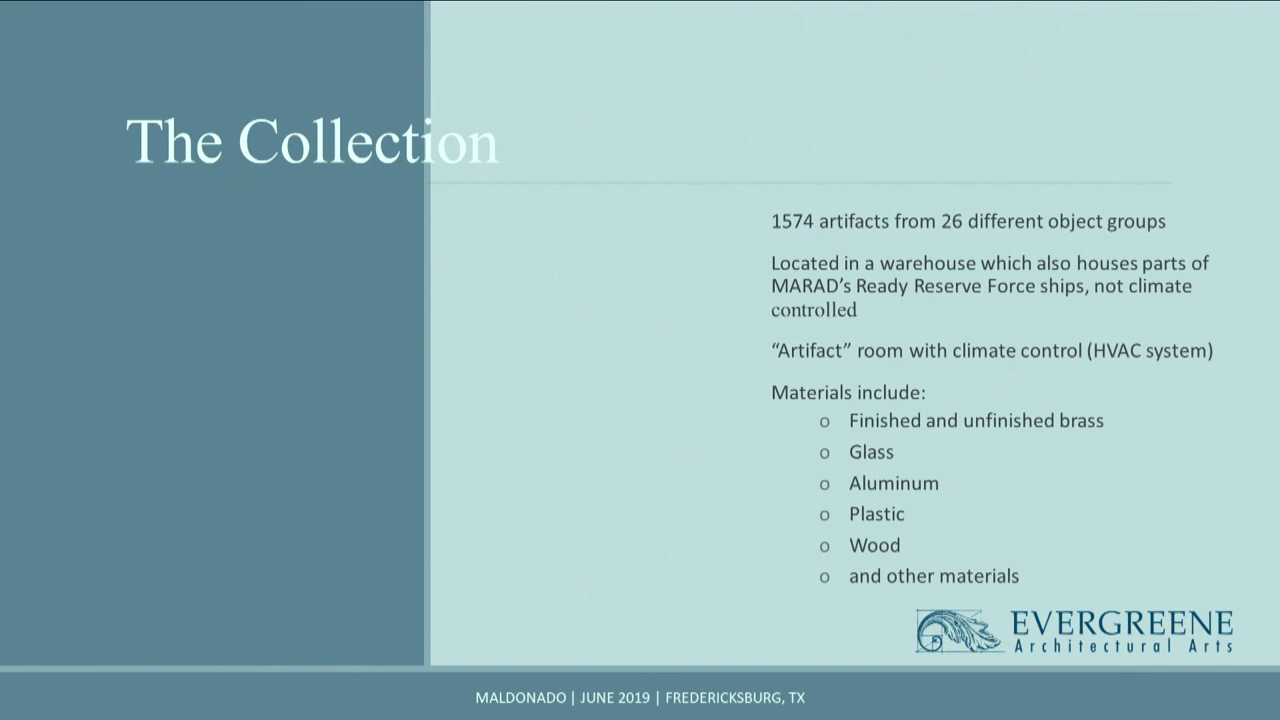 The Collection
1574 artifacts from 26 different object groups
Located in a warehouse which also houses parts of
MARAD’s Ready Reserve Force ships, not climate
controlled
“Artifact” room with climate control (HVAC system)
Materials include:
o Finished and unfinished brass
o Glass
o Aluminum
o Plastic
o Wood
o and other materials
EVERGREENE
Architectural Arts
MALDONADO | JUNE 2019 | FREDERICKSBURG, TX